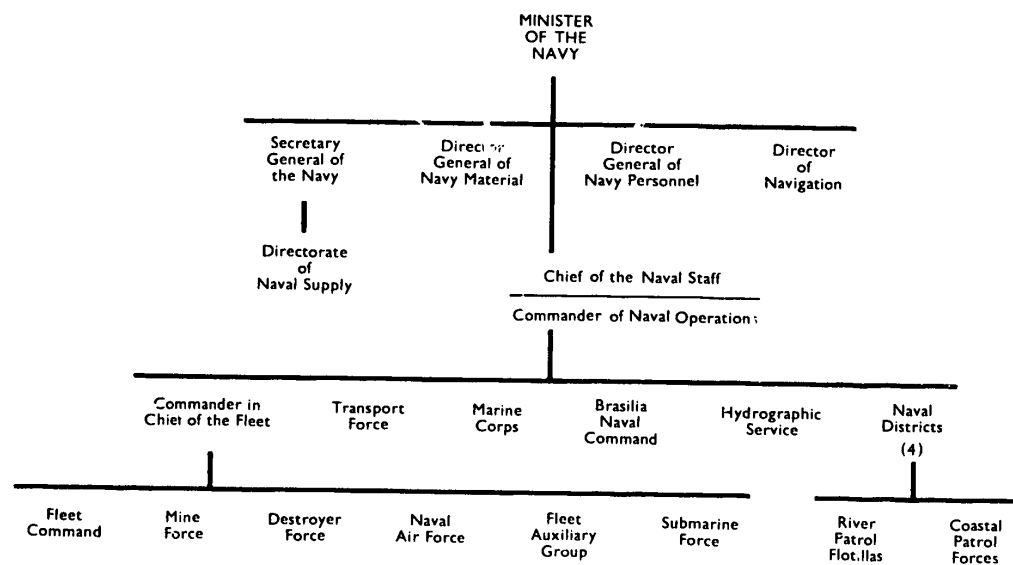 MINISTER
OF THE
NAVY
Secretary
General of
the Navy
Director
General of
Navy Material
Director
General of
Navy Personnel
Director
of
Navigation
Directorate
of
Naval Supply
Chief of the Naval Staff
Commander of Naval Operations
Commander in
Chief of the Fleet
Transport
Force
Marine
Corps
Brasilia
Naval
Command
Hydrographic
Service
Naval
Districts
(4)
Fleet
Command
Mine
Force
Destroyer
Force
Naval
Air Force
Fleet
Auxiliary
Group
Submarine
Force
River
Patrol
Flot.llas
Coastal
Patrol
Forces